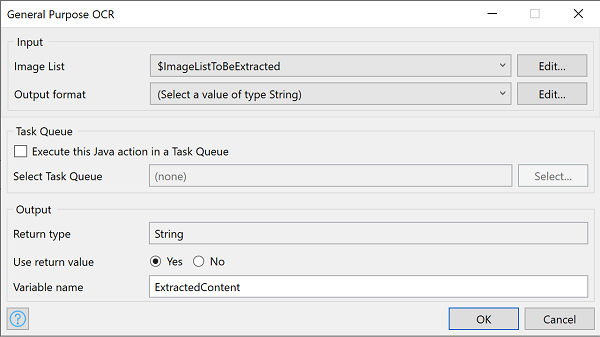 General Purpose OCR
Input
Image List $ImageListToBeExtracted Edit...
Output format (Select a value of type String) Edit...
Task Queue
Execute this Java action in a Task Queue
Select Task Queue (none) Select...
Output
Return type String
Use return value Yes No
Variable name ExtractedContent
? OK Cancel